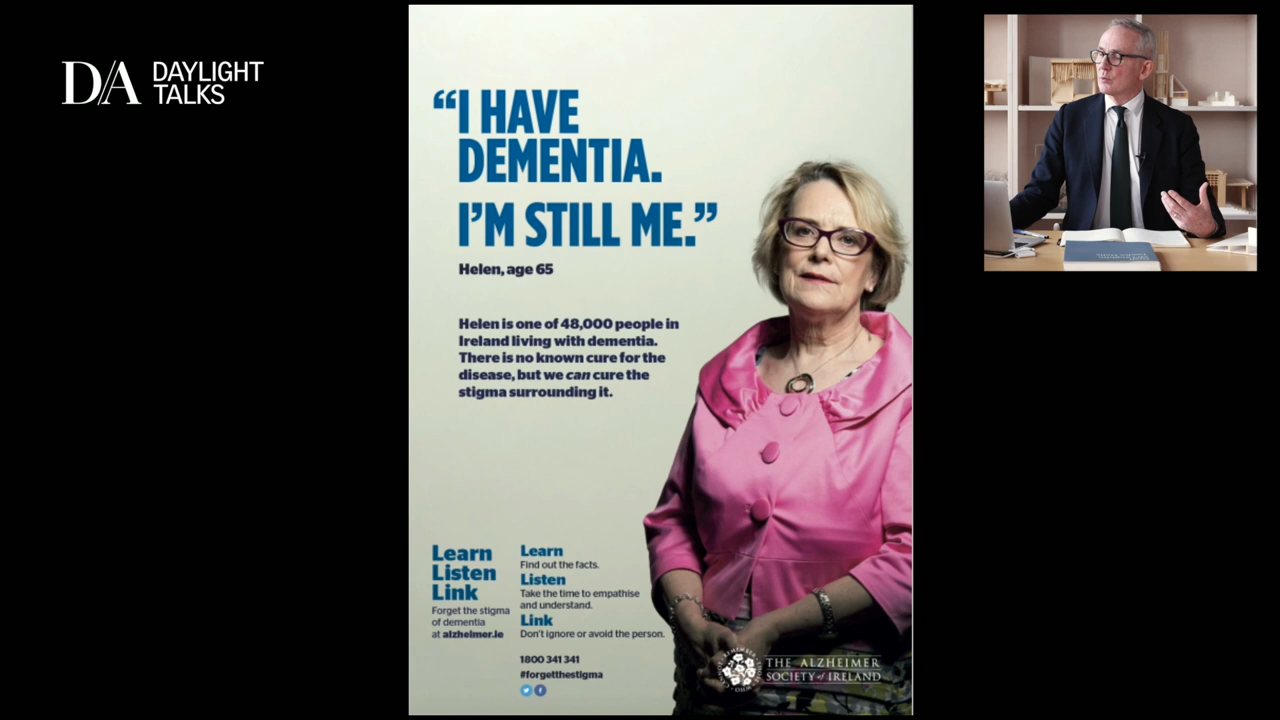 D/A DAYLIGHT
TALKS
“I HAVE
DEMENTIA.
I’M STILL ME.”
Helen, age 65
Helen is one of 48,000 people in
Ireland living with dementia.
There is no known cure for the
disease, but we can cure the
stigma surrounding it.
Learn
Listen
Link
Forget the stigma
of dementia
at alzheimer.ie
Learn
Find out the facts.
Listen
Take the time to empathise
and understand.
Link
Don’t ignore or avoid the person.
1800 341 341
#forgetthestigma
THE ALZHEIMER
SOCIETY of IRELAND